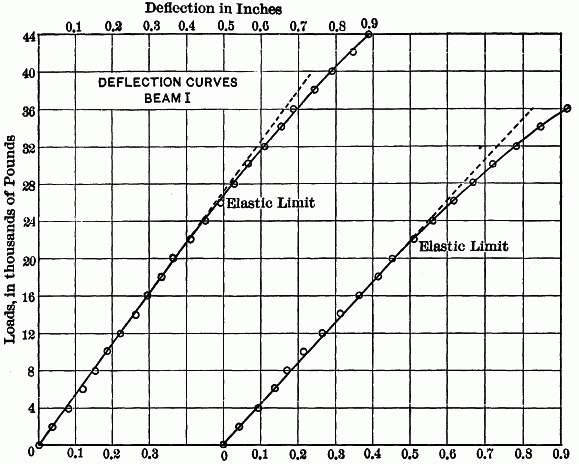 Deflection in Inches
0.1 0.2 0.3 0.4 0.5 0.6 0.7 0.8 0.9
44
40
36
32
28
24
20
16
12
8
4
0
Loads, in thousands of Pounds
DEFLECTION CURVES
BEAM I
Elastic Limit
Elastic Limit
0.1 0.2 0.3 0 0.1 0.2 0.3 0.4 0.5 0.6 0.7 0.8 0.9